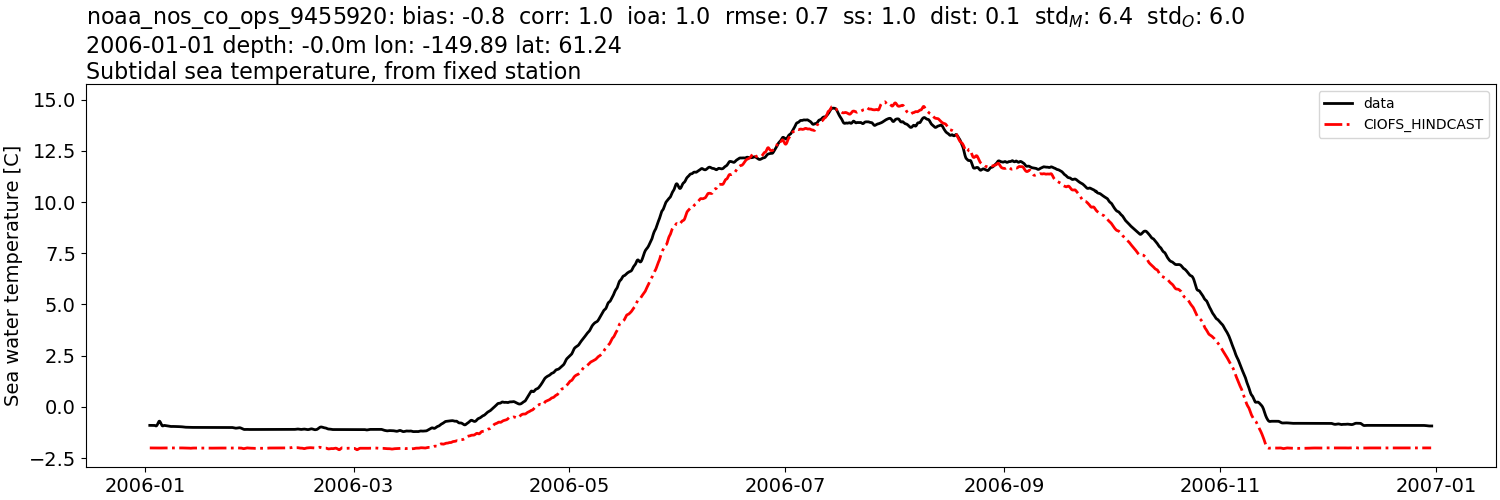 noaa_nos_co_ops_9455920: bias: -0.8  corr: 1.0  ioa: 1.0  rmse: 0.7  ss: 1.0  dist: 0.1  std_M: 6.4  std_O: 6.0
2006-01-01 depth: -0.0m lon: -149.89 lat: 61.24
Subtidal sea temperature, from fixed station
Sea water temperature [C]
15.0
12.5
10.0
7.5
5.0
2.5
0.0
−2.5
data
CIOFS_HINDCAST
2006-01
2006-03
2006-05
2006-07
2006-09
2006-11
2007-01